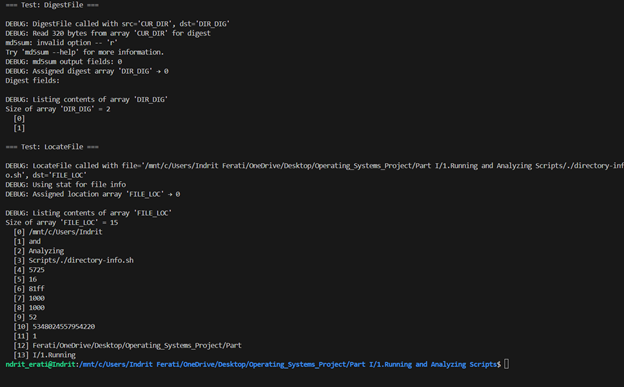 === Test: DigestFile ===
DEBUG: DigestFile called with src='CUR_DIR', dst='DIR_DIG'
DEBUG: Read 320 bytes from array 'CUR_DIR' for digest
md5sum: invalid option -- 'r'
Try 'md5sum --help' for more information.
DEBUG: md5sum output fields: 0
DEBUG: Assigned digest array 'DIR_DIG' → 0
Digest fields:
DEBUG: Listing contents of array 'DIR_DIG'
Size of array 'DIR_DIG' = 2
[0]
[1]
=== Test: LocateFile ===
DEBUG: LocateFile called with file='/mnt/c/Users/Indrit Ferati/OneDrive/Desktop/Operating_Systems_Project/Part I/1.Running and Analyzing Scripts/./directory-inf
o.sh', dst='FILE_LOC'
DEBUG: Using stat for file info
DEBUG: Assigned location array 'FILE_LOC' → 0
DEBUG: Listing contents of array 'FILE_LOC'
Size of array 'FILE_LOC' = 15
[0] /mnt/c/Users/Indrit
[1] and
[2] Analyzing
[3] Scripts/./directory-info.sh
[4] 5725
[5] 16
[6] 81ff
[7] 1000
[8] 1000
[9] 52
[10] 5348024557954220
[11] 1
[12] Ferati/OneDrive/Desktop/Operating_Systems_Project/Part
[13] I/1.Running
ndrit_erati@Indrit:/mnt/c/Users/Indrit Ferati/OneDrive/Desktop/Operating_Systems_Project/Part I/1.Running and Analyzing Scripts$